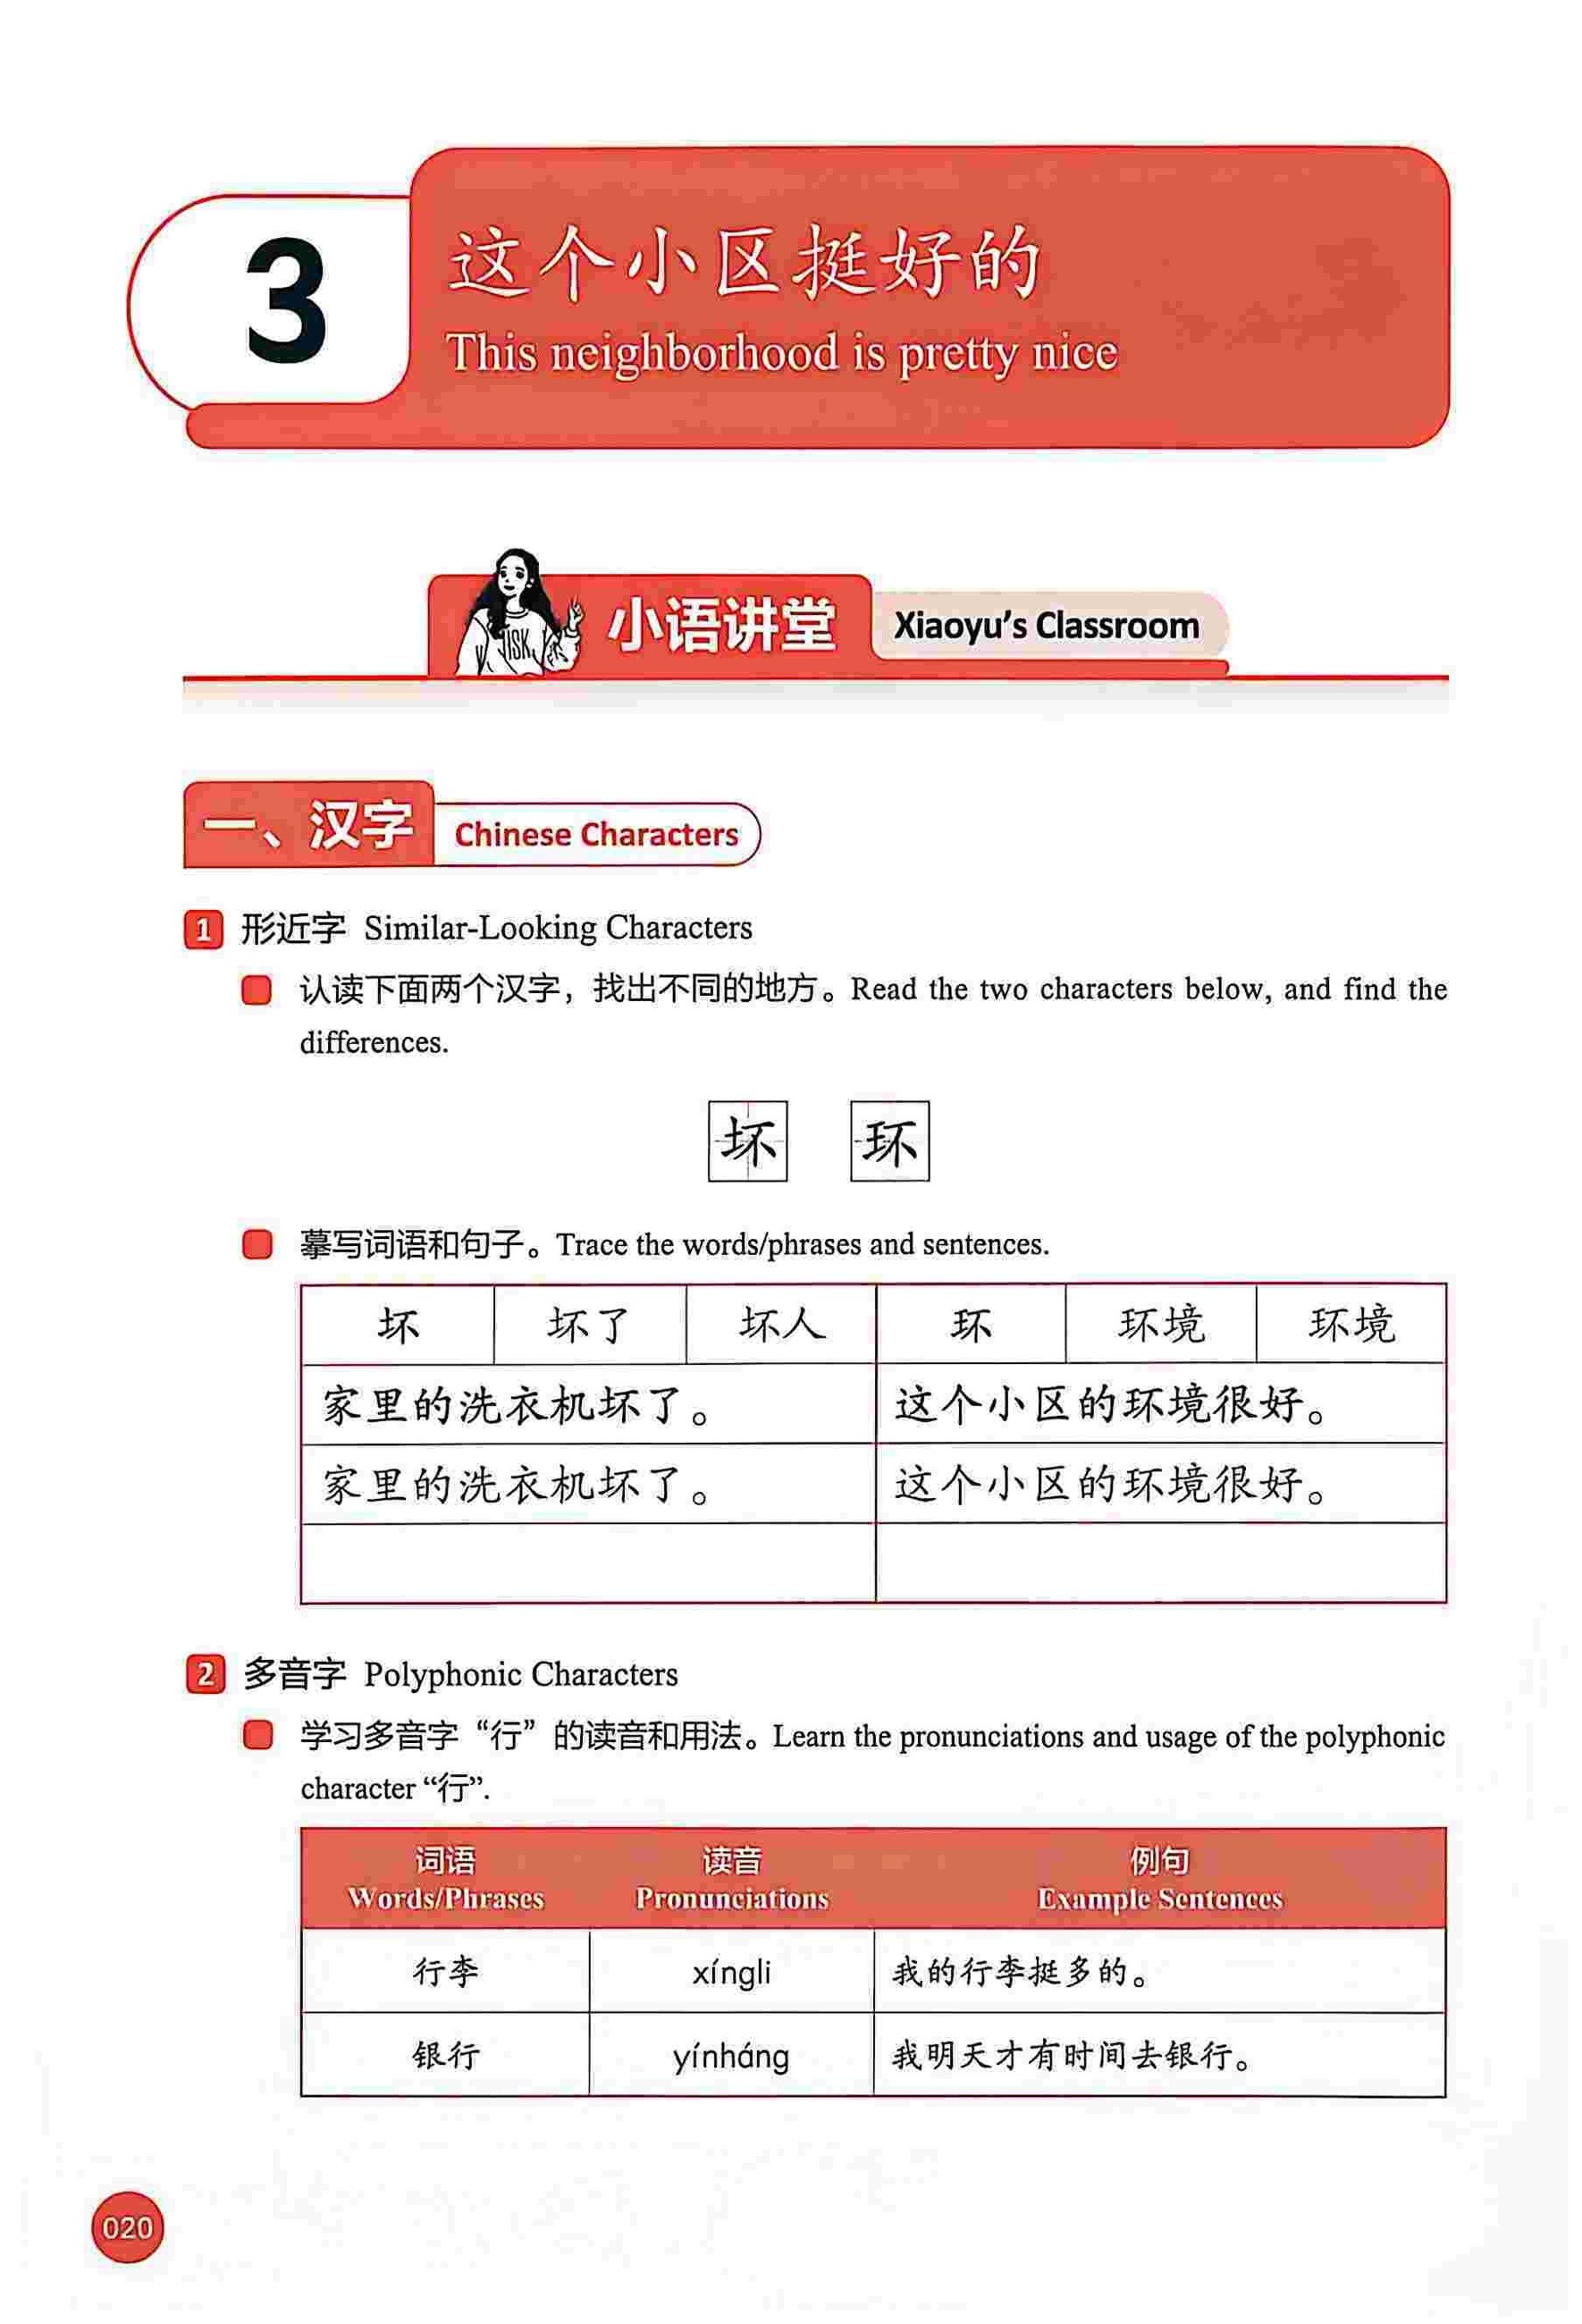 3
这个小区挺好的
This neighborhood is pretty nice
小语讲堂 Xiaoyu's Classroom
一、汉字 Chinese Characters
1 形近字 Similar-Looking Characters
认读下面两个汉字，找出不同的地方。Read the two characters below, and find the
differences.
坏 环
摹写词语和句子。Trace the words/phrases and sentences.
坏 坏了 坏人 环 环境 环境
家里的洗衣机坏了。 这个小区的环境很好。
家里的洗衣机坏了。 这个小区的环境很好。
2 多音字 Polyphonic Characters
学习多音字“行”的读音和用法。Learn the pronunciations and usage of the polyphonic
character “行”.
词语 读音 例句
Words/Phrases Pronunciations Example Sentences
行李 xíngli 我的行李挺多的。
银行 yínháng 我明天才有时间去银行。
020